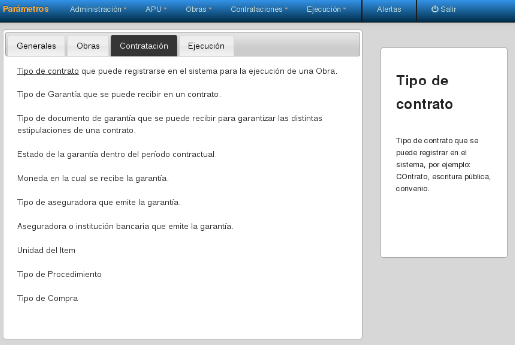 Parámetros Administración APU Obras Contrataciones Ejecución Alertas Salir
Generales Obras Contratación Ejecución
Tipo de contrato que puede registrarse en el sistema para la ejecución de una Obra.
Tipo de Garantía que se puede recibir en un contrato.
Tipo de documento de garantía que se puede recibir para garantizar las distintas
estipulaciones de una contrato.
Estado de la garantía dentro del período contractual.
Moneda en la cual se recibe la garantía.
Tipo de aseguradora que emite la garantía.
Aseguradora o institución bancaria que emite la garantía.
Unidad del Item
Tipo de Procedimiento
Tipo de Compra
Tipo de
contrato
Tipo de contrato que se
puede registrar en el
sistema, por ejemplo:
COntrato, escritura pública,
convenio.